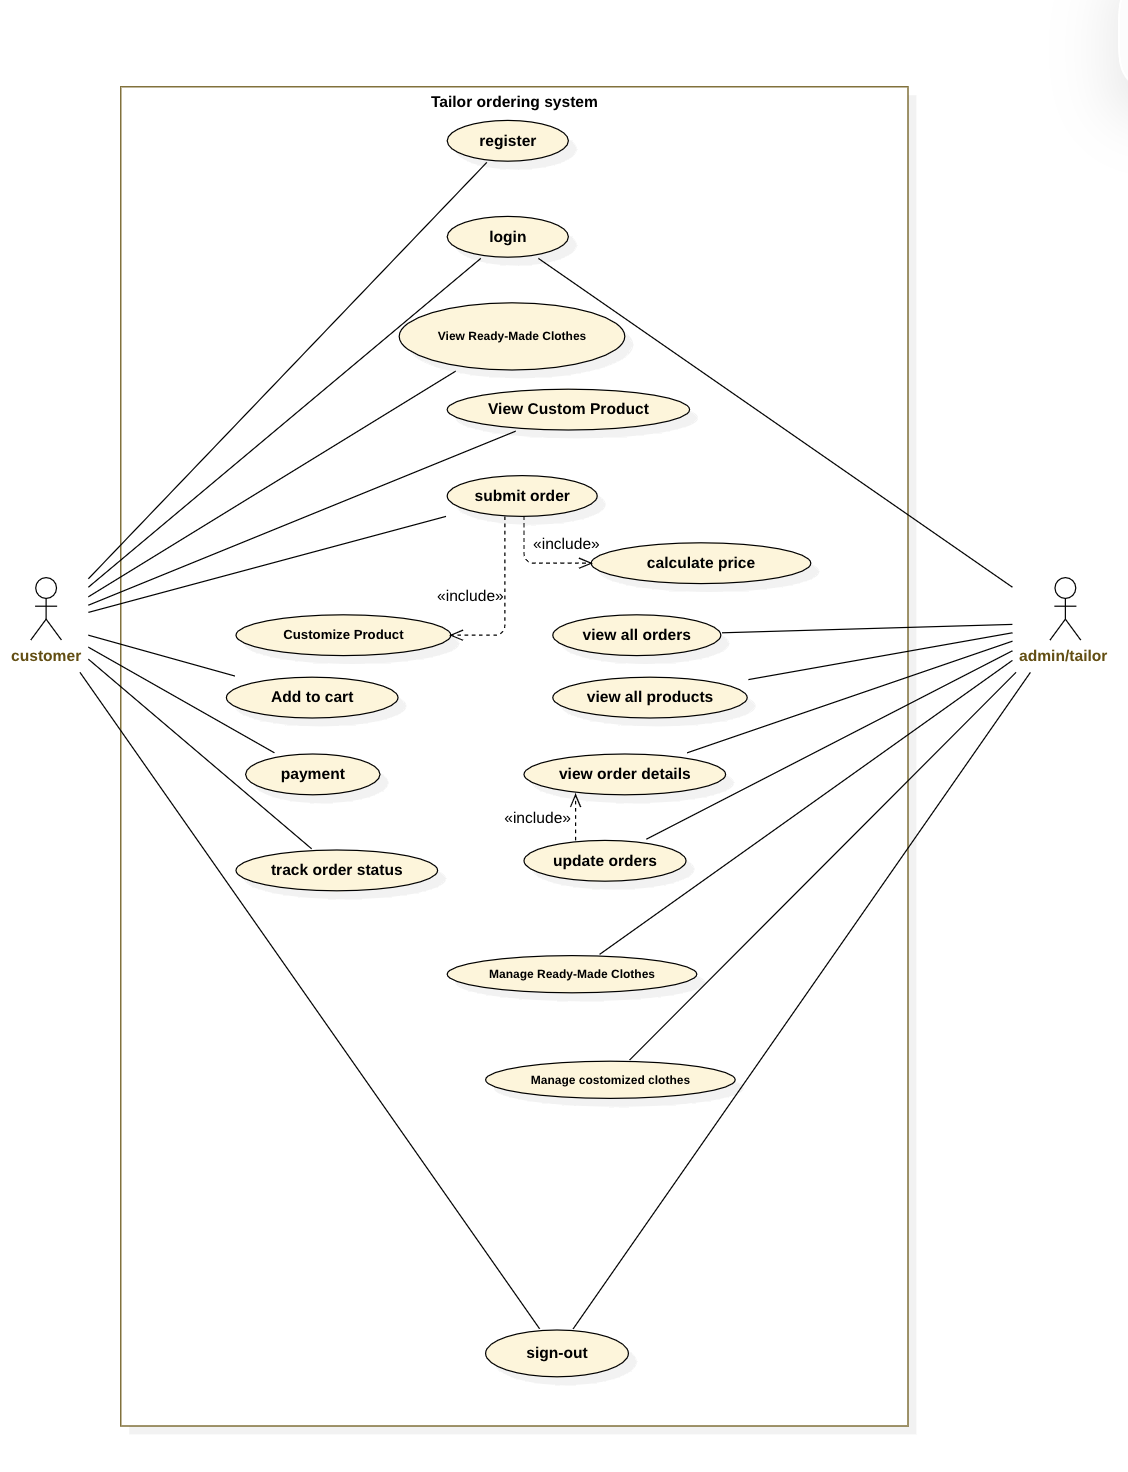 Tailor ordering system
register
login
View Ready-Made Clothes
View Custom Product
submit order
«include»
calculate price
«include»
Customize Product
view all orders
customer
admin/tailor
Add to cart
view all products
payment
view order details
«include»
update orders
track order status
Manage Ready-Made Clothes
Manage costomized clothes
sign-out